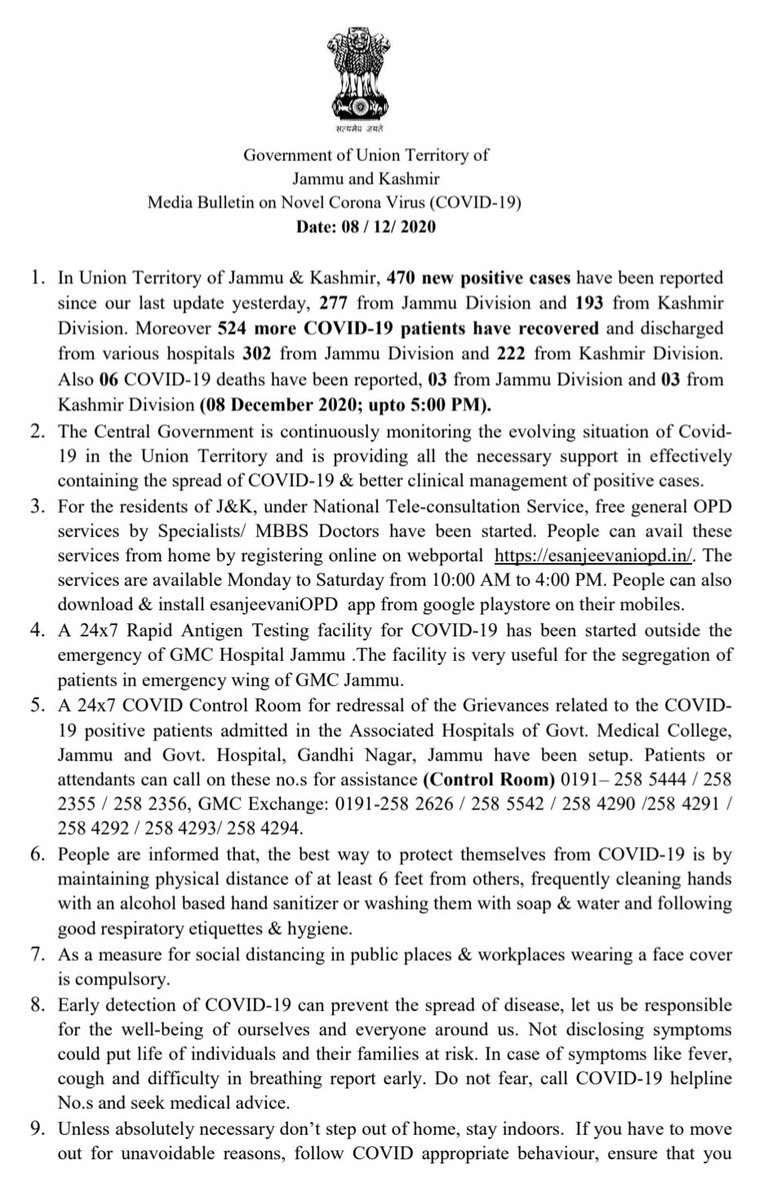 सत्यमेव जयते
Government of Union Territory of
Jammu and Kashmir
Media Bulletin on Novel Corona Virus (COVID-19)
Date: 08 / 12/ 2020
1. In Union Territory of Jammu & Kashmir, 470 new positive cases have been reported
since our last update yesterday, 277 from Jammu Division and 193 from Kashmir
Division. Moreover 524 more COVID-19 patients have recovered and discharged
from various hospitals 302 from Jammu Division and 222 from Kashmir Division.
Also 06 COVID-19 deaths have been reported, 03 from Jammu Division and 03 from
Kashmir Division (08 December 2020; upto 5:00 PM).
2. The Central Government is continuously monitoring the evolving situation of Covid-
19 in the Union Territory and is providing all the necessary support in effectively
containing the spread of COVID-19 & better clinical management of positive cases.
3. For the residents of J&K, under National Tele-consultation Service, free general OPD
services by Specialists/ MBBS Doctors have been started. People can avail these
services from home by registering online on webportal https://esanjeevaniopd.in/. The
services are available Monday to Saturday from 10:00 AM to 4:00 PM. People can also
download & install esanjeevaniOPD app from google playstore on their mobiles.
4. A 24x7 Rapid Antigen Testing facility for COVID-19 has been started outside the
emergency of GMC Hospital Jammu .The facility is very useful for the segregation of
patients in emergency wing of GMC Jammu.
5. A 24x7 COVID Control Room for redressal of the Grievances related to the COVID-
19 positive patients admitted in the Associated Hospitals of Govt. Medical College,
Jammu and Govt. Hospital, Gandhi Nagar, Jammu have been setup. Patients or
attendants can call on these no.s for assistance (Control Room) 0191– 258 5444 / 258
2355 / 258 2356, GMC Exchange: 0191-258 2626 / 258 5542 / 258 4290 /258 4291 /
258 4292 / 258 4293/ 258 4294.
6. People are informed that, the best way to protect themselves from COVID-19 is by
maintaining physical distance of at least 6 feet from others, frequently cleaning hands
with an alcohol based hand sanitizer or washing them with soap & water and following
good respiratory etiquettes & hygiene.
7. As a measure for social distancing in public places & workplaces wearing a face cover
is compulsory.
8. Early detection of COVID-19 can prevent the spread of disease, let us be responsible
for the well-being of ourselves and everyone around us. Not disclosing symptoms
could put life of individuals and their families at risk. In case of symptoms like fever,
cough and difficulty in breathing report early. Do not fear, call COVID-19 helpline
No.s and seek medical advice.
9. Unless absolutely necessary don’t step out of home, stay indoors. If you have to move
out for unavoidable reasons, follow COVID appropriate behaviour, ensure that you